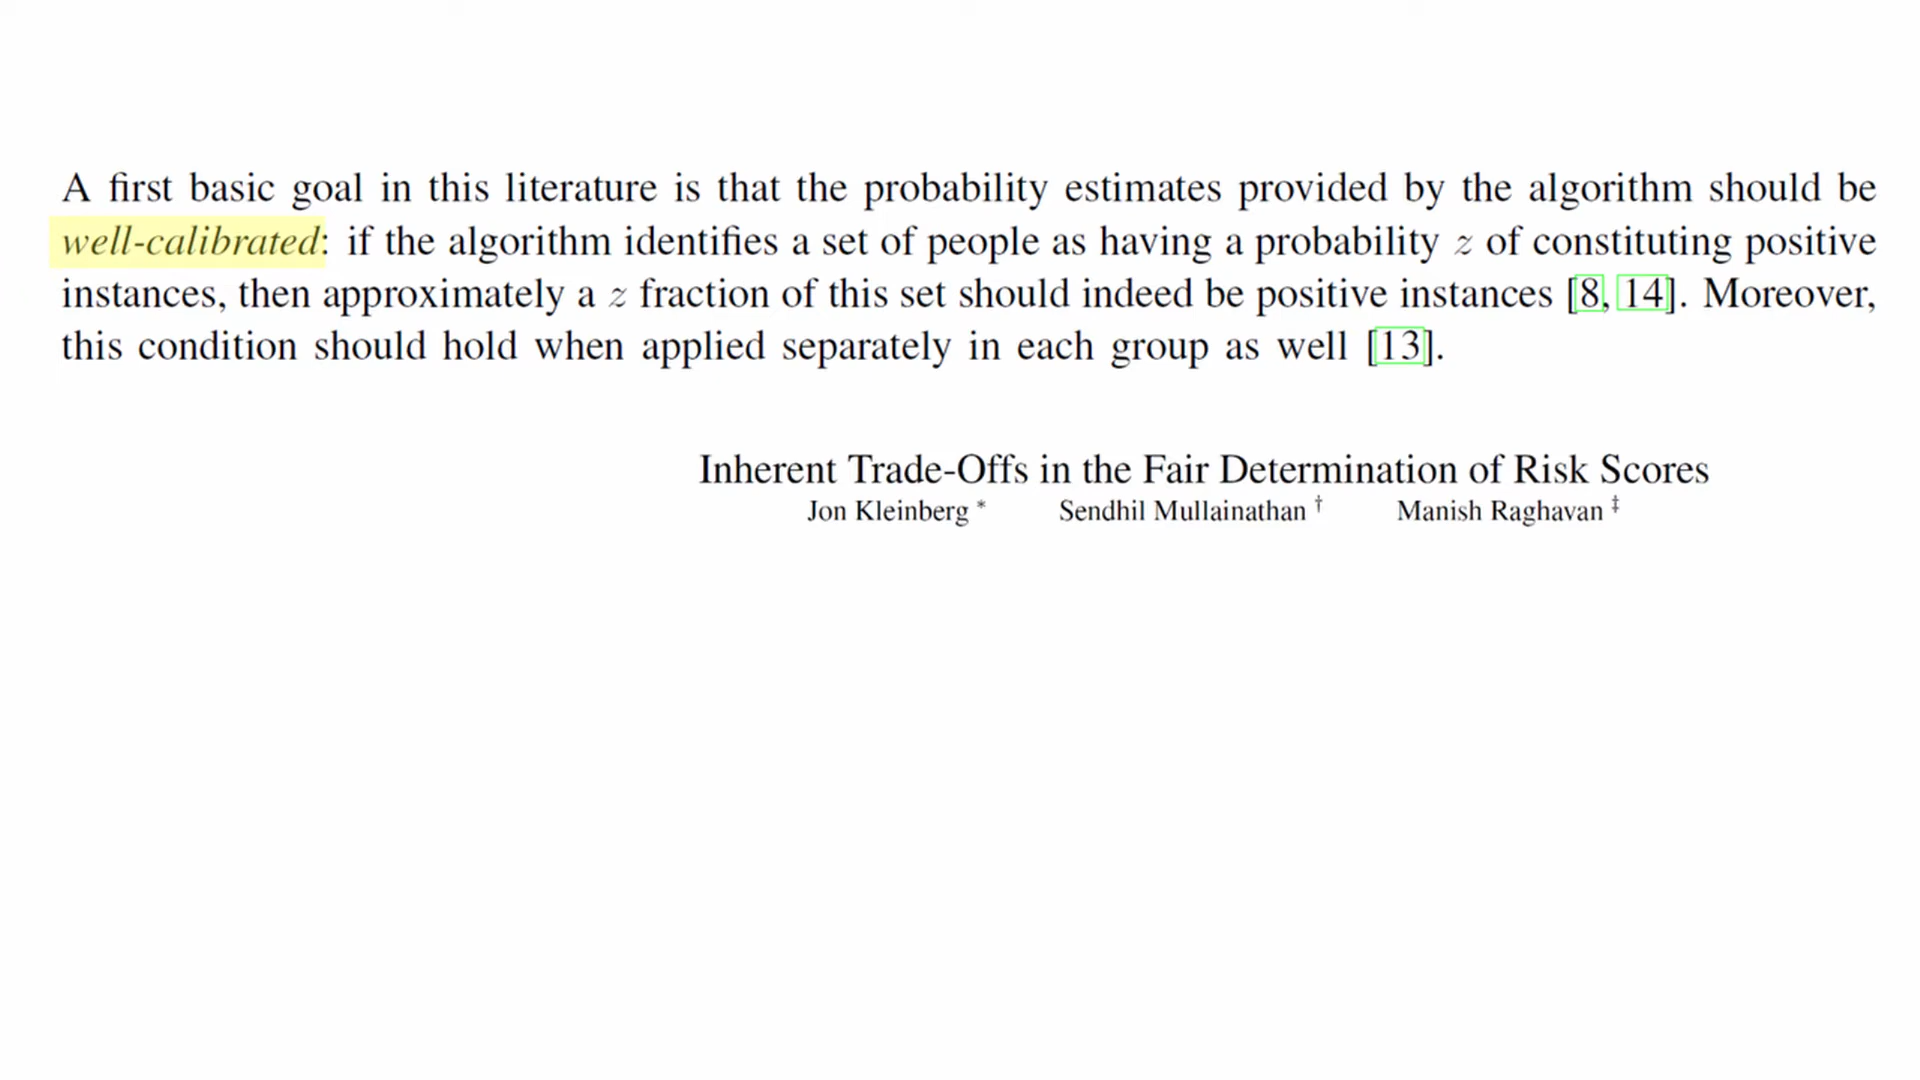 A first basic goal in this literature is that the probability estimates provided by the algorithm should be
well-calibrated: if the algorithm identifies a set of people as having a probability z of constituting positive
instances, then approximately a z fraction of this set should indeed be positive instances [8, 14]. Moreover,
this condition should hold when applied separately in each group as well [13].
Inherent Trade-Offs in the Fair Determination of Risk Scores
Jon Kleinberg * Sendhil Mullainathan † Manish Raghavan ‡